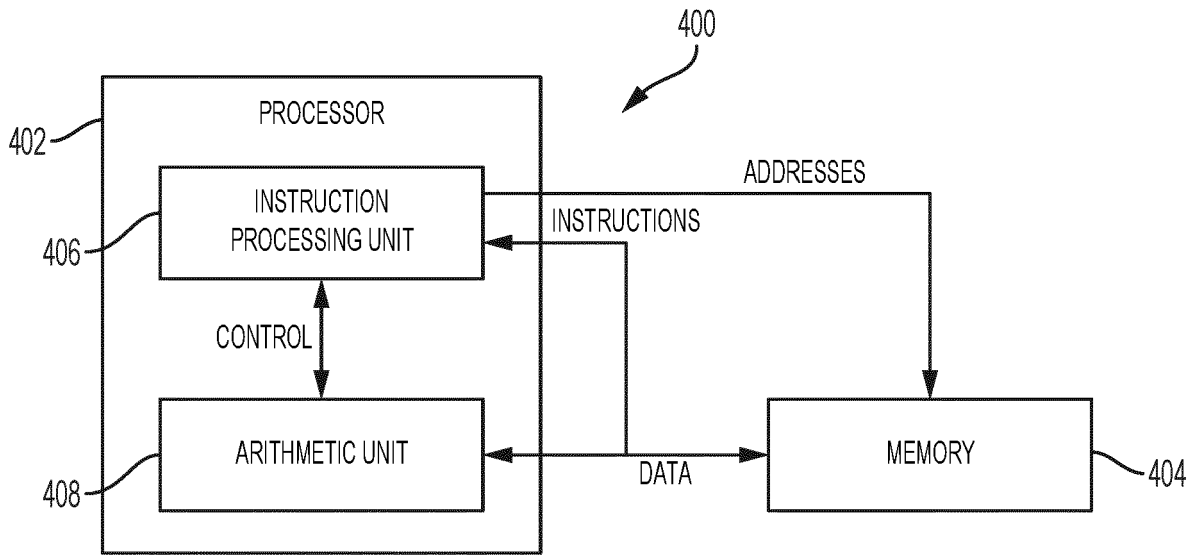 400
PROCESSOR
402
ADDRESSES
INSTRUCTION
PROCESSING UNIT
INSTRUCTIONS
406
CONTROL
ARITHMETIC UNIT
DATA
MEMORY
408
404